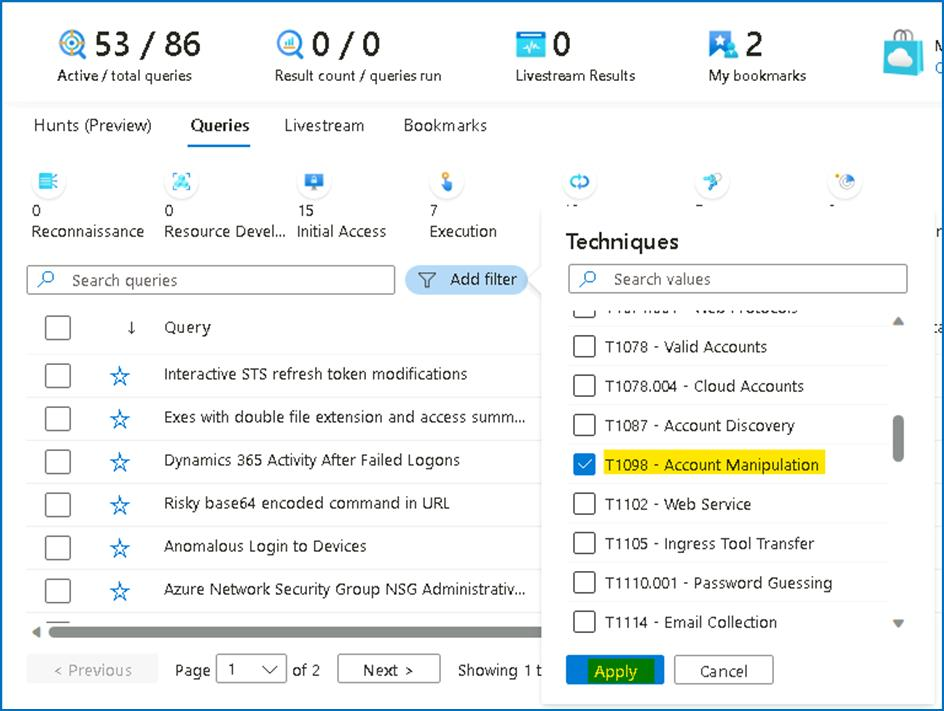 53 / 86
Active / total queries
0 / 0
Result count / queries run
0
Livestream Results
2
My bookmarks
Hunts (Preview)
Queries
Livestream
Bookmarks
0
Reconnaissance
0
Resource Devel...
15
Initial Access
7
Execution
Search queries
Add filter
↓ Query
Interactive STS refresh token modifications
Exes with double file extension and access summ...
Dynamics 365 Activity After Failed Logons
Risky base64 encoded command in URL
Anomalous Login to Devices
Azure Network Security Group NSG Administrativ...
< Previous
Page 1 of 2
Next >
Showing 1 t
Techniques
Search values
T1078 - Valid Accounts
T1078.004 - Cloud Accounts
T1087 - Account Discovery
T1098 - Account Manipulation
T1102 - Web Service
T1105 - Ingress Tool Transfer
T1110.001 - Password Guessing
T1114 - Email Collection
Apply
Cancel